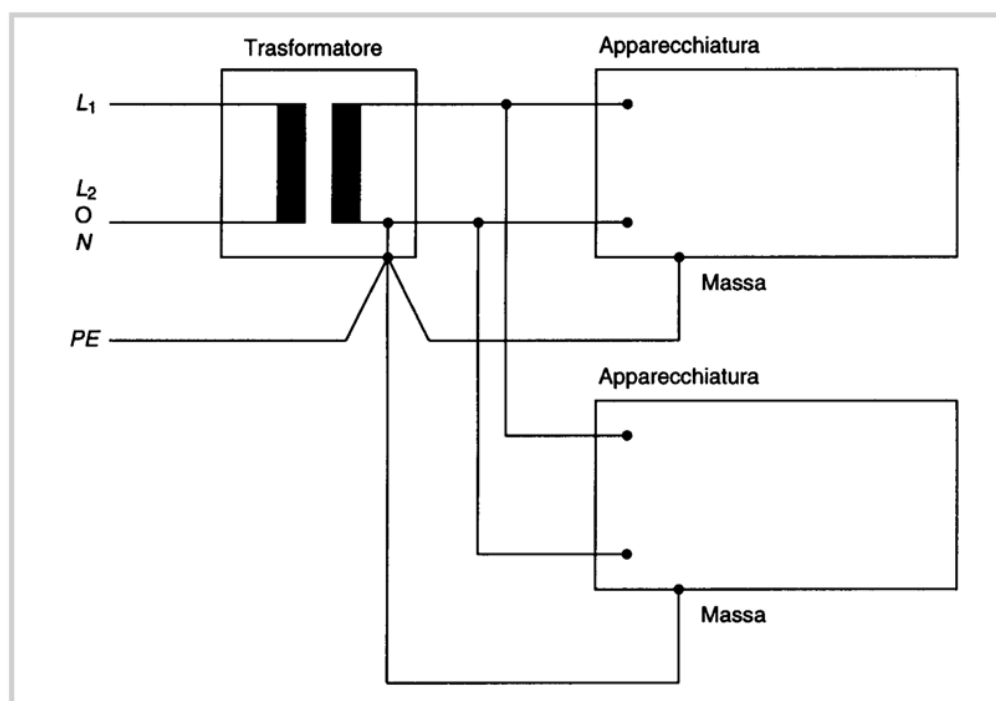 Trasformatore
Apparecchiatura
L1
L2
O
N
Massa
PE
Apparecchiatura
Massa